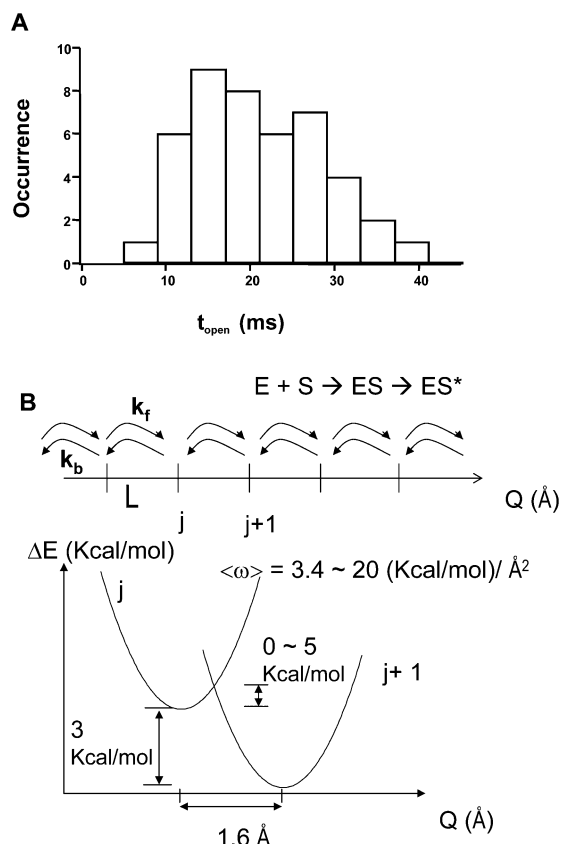 A
Occurrence
10
8
6
4
2
0
0 10 20 30 40
t_open (ms)
B
E + S → ES → ES*
k_f
k_b
L
j j+1
Q (Å)
ΔE (Kcal/mol)
<ω> = 3.4 ~ 20 (Kcal/mol)/ Å²
j
0 ~ 5
Kcal/mol
j+ 1
3
Kcal/mol
1.6 Å
Q (Å)